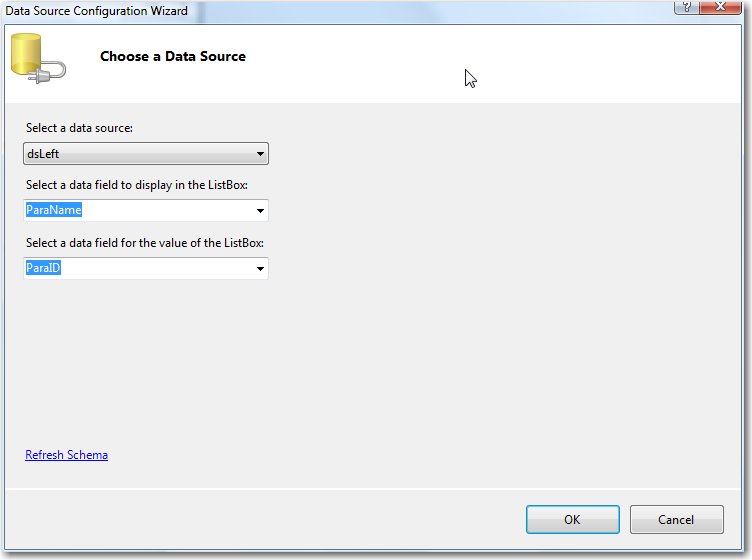 Data Source Configuration Wizard
?
Choose a Data Source
Select a data source:
dsLeft
Select a data field to display in the ListBox:
ParaName
Select a data field for the value of the ListBox:
ParaID
Refresh Schema
OK
Cancel